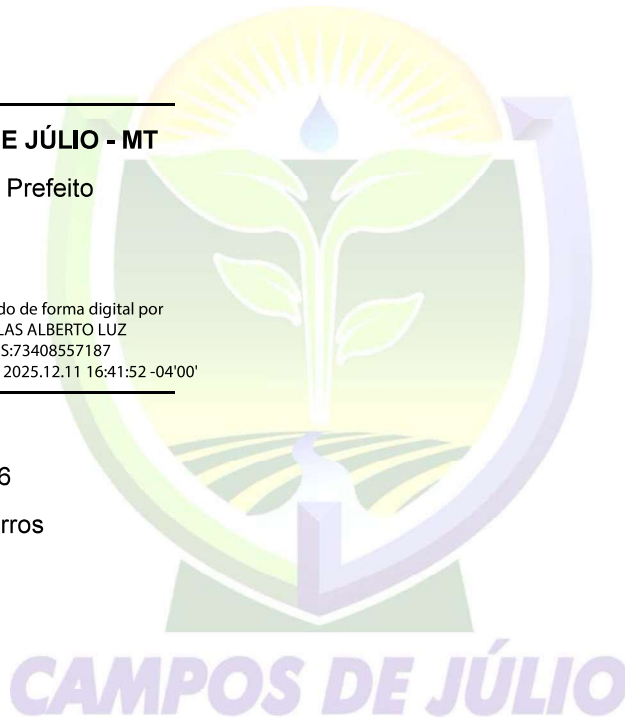 E JÚLIO - MT
Prefeito
do de forma digital por
LAS ALBERTO LUZ
S:73408557187
2025.12.11 16:41:52 -04'00'
6
rros
CAMPOS DE JÚLIO